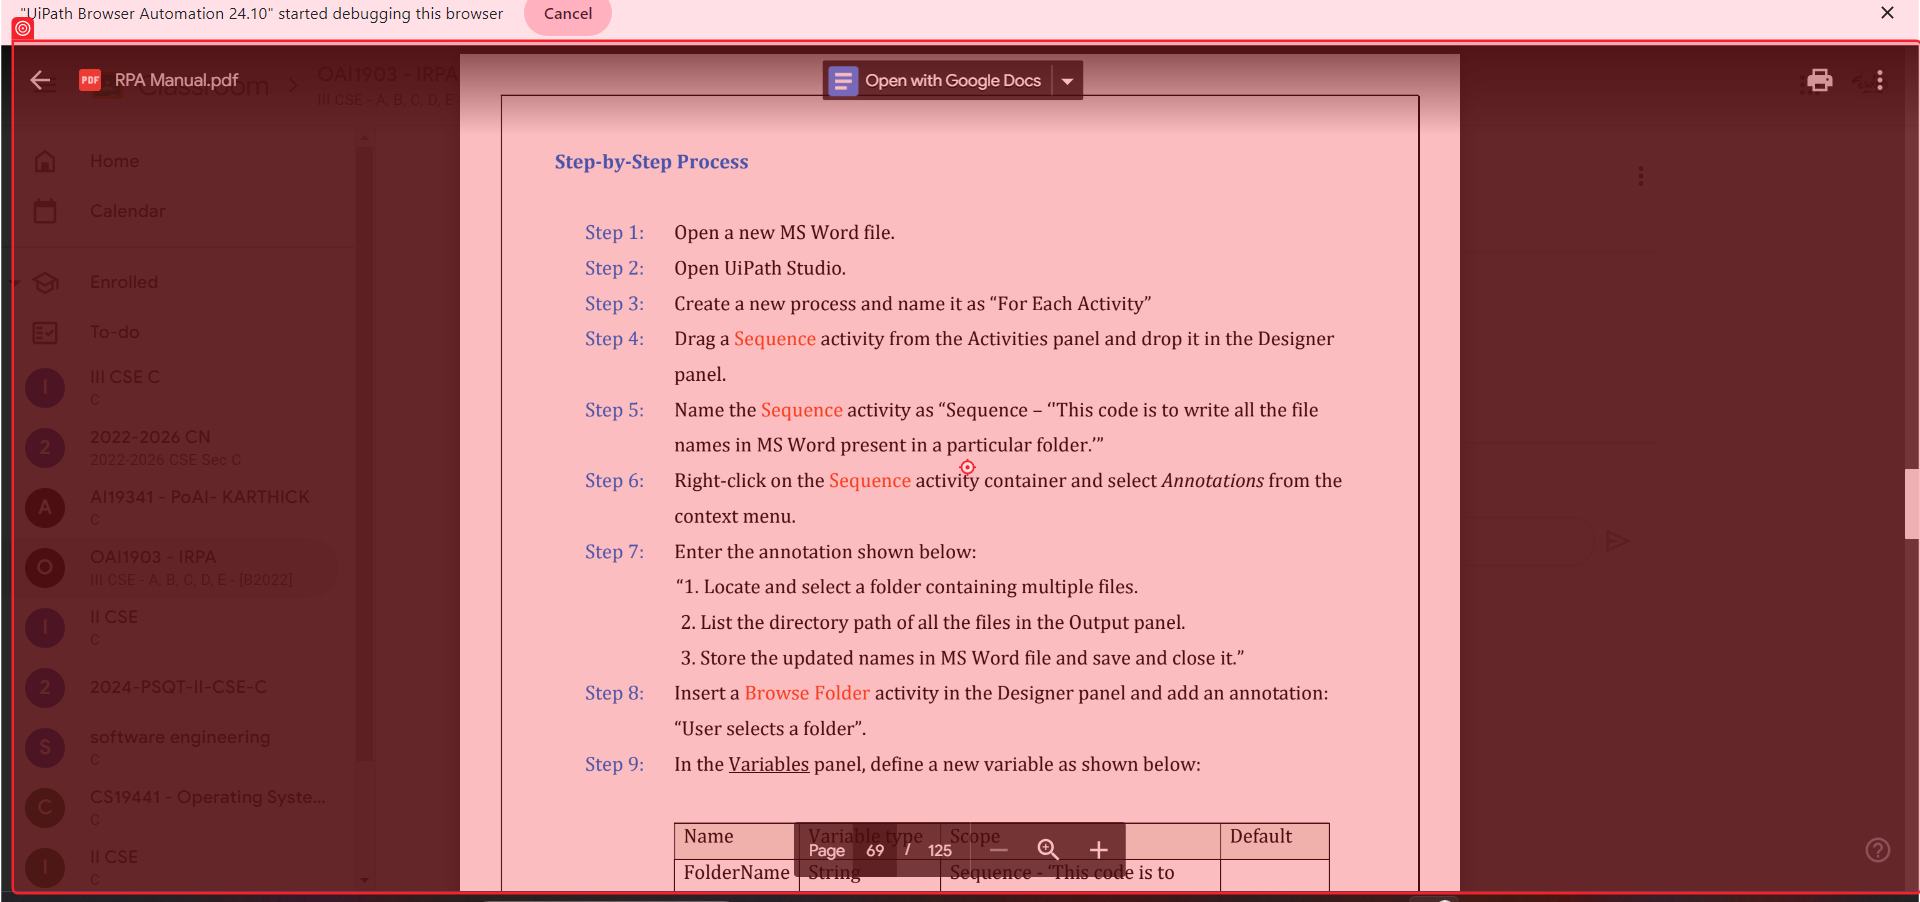 "UiPath Browser Automation 24.10" started debugging this browser
Cancel
PDF
RPA Manual.pdf
Classroom
OAI1903 - IRPA
III CSE - A, B, C, D, E
Open with Google Docs
Home
Calendar
Enrolled
To-do
I
III CSE C
C
2
2022-2026 CN
2022-2026 CSE Sec C
A
AI19341 - PoAI- KARTHICK
C
O
OAI1903 - IRPA
III CSE - A, B, C, D, E - [B2022]
I
II CSE
C
2
2024-PSQT-II-CSE-C
S
software engineering
C
C
CS19441 - Operating Syste...
C
I
II CSE
C
Step-by-Step Process
Step 1: Open a new MS Word file.
Step 2: Open UiPath Studio.
Step 3: Create a new process and name it as “For Each Activity”
Step 4: Drag a Sequence activity from the Activities panel and drop it in the Designer
panel.
Step 5: Name the Sequence activity as “Sequence – ‘'This code is to write all the file
names in MS Word present in a particular folder.’”
Step 6: Right-click on the Sequence activity container and select Annotations from the
context menu.
Step 7: Enter the annotation shown below:
“1. Locate and select a folder containing multiple files.
2. List the directory path of all the files in the Output panel.
3. Store the updated names in MS Word file and save and close it.”
Step 8: Insert a Browse Folder activity in the Designer panel and add an annotation:
“User selects a folder”.
Step 9: In the Variables panel, define a new variable as shown below:
Name Variable type Scope Default
Page 69 / 125
FolderName String Sequence - 'This code is to